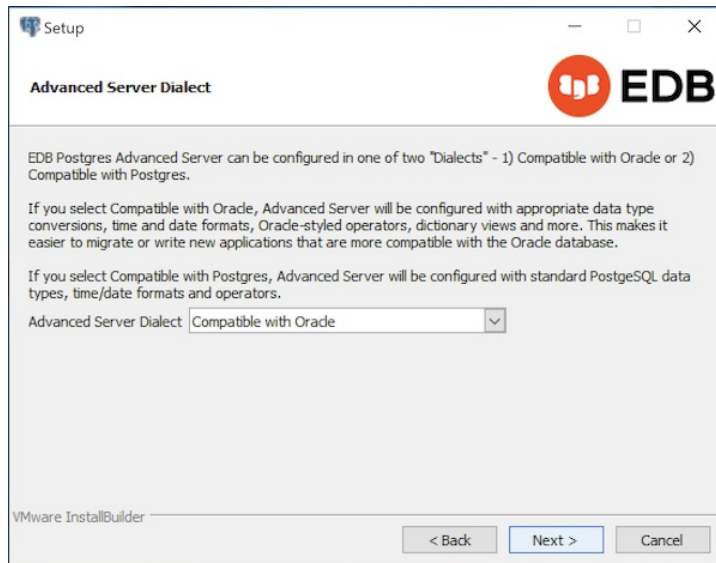 Setup
Advanced Server Dialect
EDB
EDB Postgres Advanced Server can be configured in one of two "Dialects" - 1) Compatible with Oracle or 2)
Compatible with Postgres.
If you select Compatible with Oracle, Advanced Server will be configured with appropriate data type
conversions, time and date formats, Oracle-styled operators, dictionary views and more. This makes it
easier to migrate or write new applications that are more compatible with the Oracle database.
If you select Compatible with Postgres, Advanced Server will be configured with standard PostgeSQL data
types, time/date formats and operators.
Advanced Server Dialect Compatible with Oracle
VMware InstallBuilder
< Back Next > Cancel